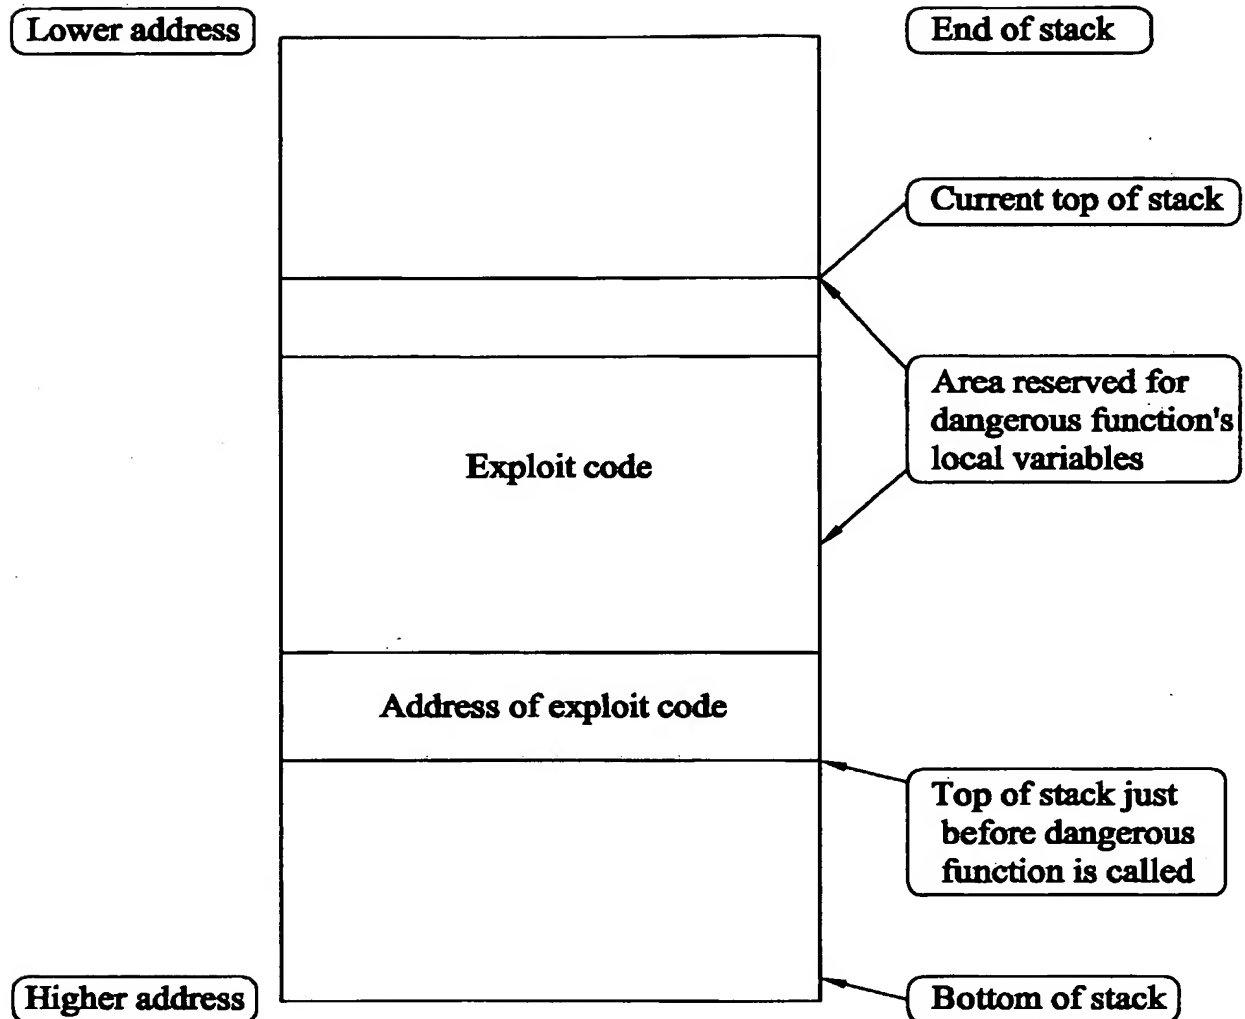 Lower address
End of stack
Current top of stack
Area reserved for
dangerous function's
local variables
Exploit code
Address of exploit code
Top of stack just
before dangerous
function is called
Higher address
Bottom of stack